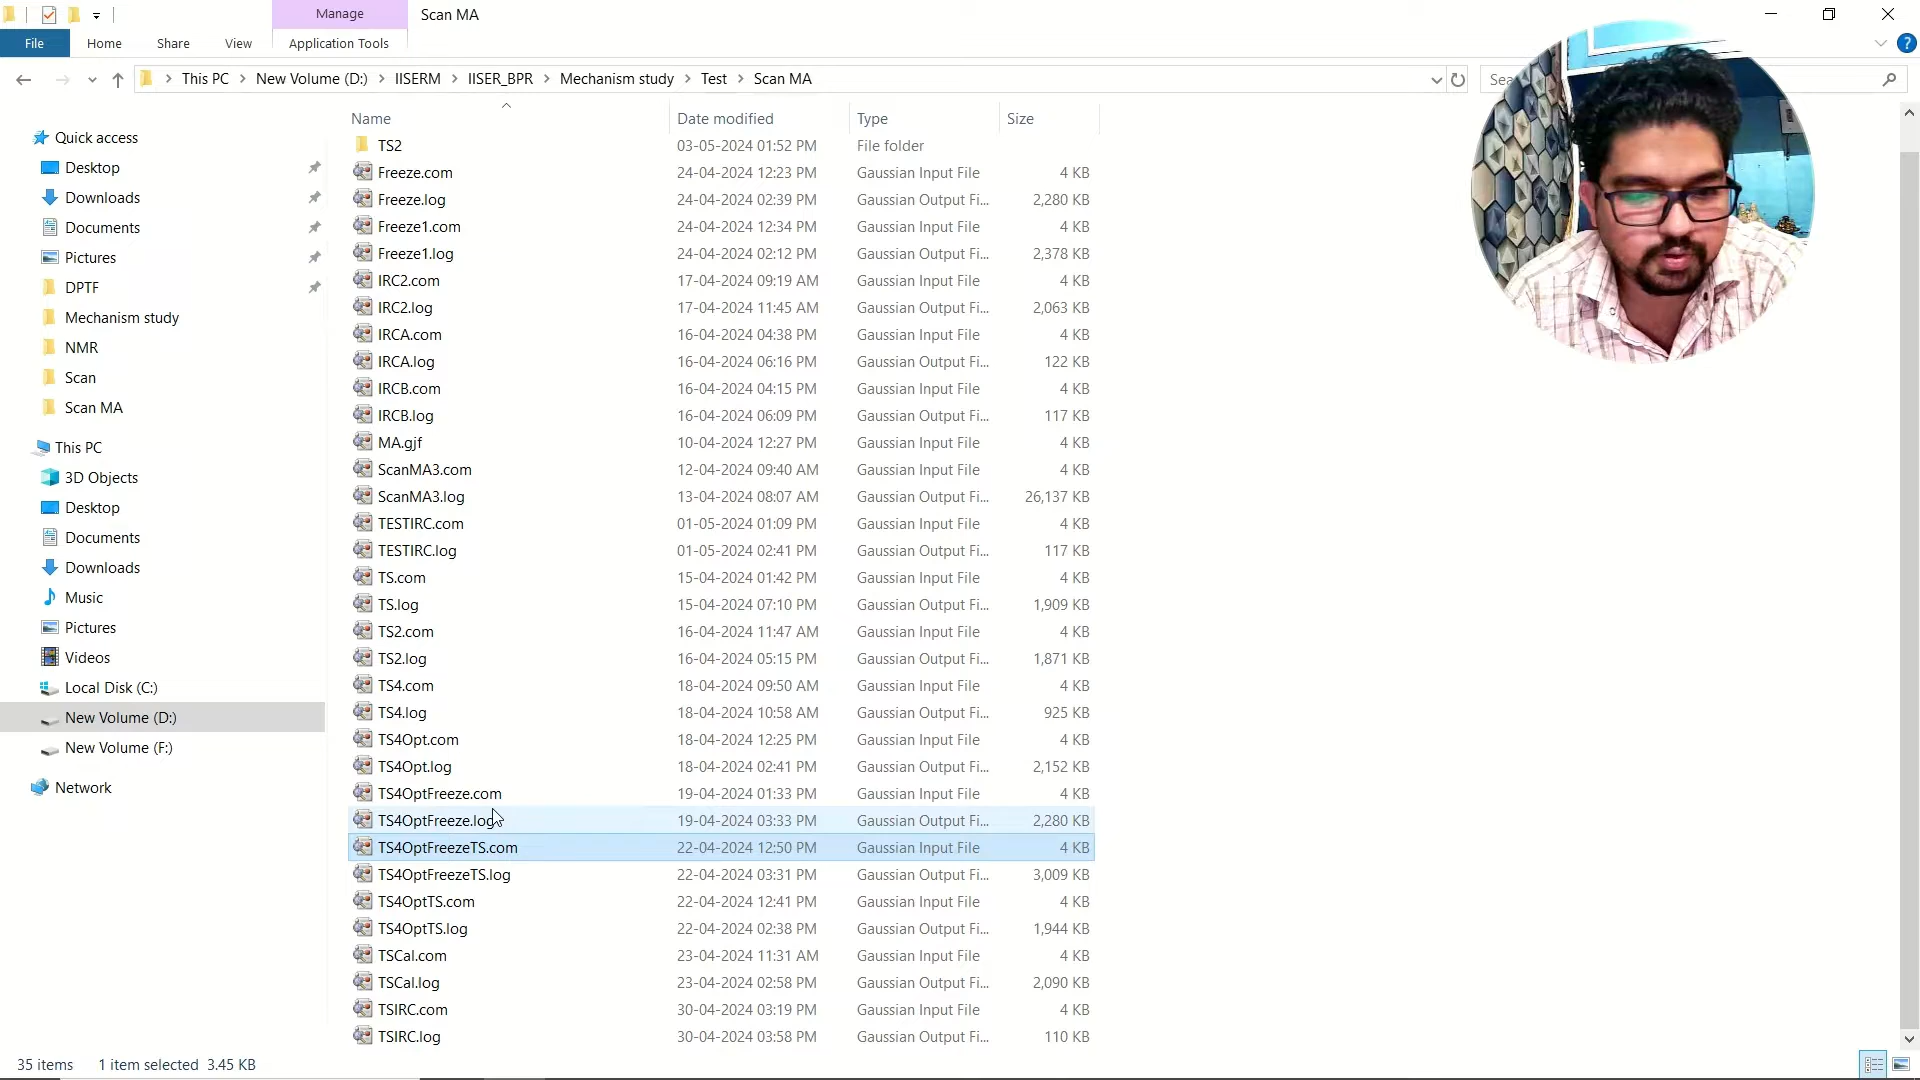 Manage
Scan MA
File
Home
Share
View
Application Tools
This PC
New Volume (D:)
IISERM
IISER_BPR
Mechanism study
Test
Scan MA
Name
Date modified
Type
Size
Quick access
Desktop
Downloads
Documents
Pictures
DPTF
Mechanism study
NMR
Scan
Scan MA
This PC
3D Objects
Desktop
Documents
Downloads
Music
Pictures
Videos
Local Disk (C:)
New Volume (D:)
New Volume (F:)
Network
TS2 03-05-2024 01:52 PM File folder
Freeze.com 24-04-2024 12:23 PM Gaussian Input File 4 KB
Freeze.log 24-04-2024 02:39 PM Gaussian Output Fi... 2,280 KB
Freeze1.com 24-04-2024 12:34 PM Gaussian Input File 4 KB
Freeze1.log 24-04-2024 02:12 PM Gaussian Output Fi... 2,378 KB
IRC2.com 17-04-2024 09:19 AM Gaussian Input File 4 KB
IRC2.log 17-04-2024 11:45 AM Gaussian Output Fi... 2,063 KB
IRCA.com 16-04-2024 04:38 PM Gaussian Input File 4 KB
IRCA.log 16-04-2024 06:16 PM Gaussian Output Fi... 122 KB
IRCB.com 16-04-2024 04:15 PM Gaussian Input File 4 KB
IRCB.log 16-04-2024 06:09 PM Gaussian Output Fi... 117 KB
MA.gjf 10-04-2024 12:27 PM Gaussian Input File 4 KB
ScanMA3.com 12-04-2024 09:40 AM Gaussian Input File 4 KB
ScanMA3.log 13-04-2024 08:07 AM Gaussian Output Fi... 26,137 KB
TESTIRC.com 01-05-2024 01:09 PM Gaussian Input File 4 KB
TESTIRC.log 01-05-2024 02:41 PM Gaussian Output Fi... 117 KB
TS.com 15-04-2024 01:42 PM Gaussian Input File 4 KB
TS.log 15-04-2024 07:10 PM Gaussian Output Fi... 1,909 KB
TS2.com 16-04-2024 11:47 AM Gaussian Input File 4 KB
TS2.log 16-04-2024 05:15 PM Gaussian Output Fi... 1,871 KB
TS4.com 18-04-2024 09:50 AM Gaussian Input File 4 KB
TS4.log 18-04-2024 10:58 AM Gaussian Output Fi... 925 KB
TS4Opt.com 18-04-2024 12:25 PM Gaussian Input File 4 KB
TS4Opt.log 18-04-2024 02:41 PM Gaussian Output Fi... 2,152 KB
TS4OptFreeze.com 19-04-2024 01:33 PM Gaussian Input File 4 KB
TS4OptFreeze.log 19-04-2024 03:33 PM Gaussian Output Fi... 2,280 KB
TS4OptFreezeTS.com 22-04-2024 12:50 PM Gaussian Input File 4 KB
TS4OptFreezeTS.log 22-04-2024 03:31 PM Gaussian Output Fi... 3,009 KB
TS4OptTS.com 22-04-2024 12:41 PM Gaussian Input File 4 KB
TS4OptTS.log 22-04-2024 02:38 PM Gaussian Output Fi... 1,944 KB
TSCal.com 23-04-2024 11:31 AM Gaussian Input File 4 KB
TSCal.log 23-04-2024 02:58 PM Gaussian Output Fi... 2,090 KB
TSIRC.com 30-04-2024 03:19 PM Gaussian Input File 4 KB
TSIRC.log 30-04-2024 03:58 PM Gaussian Output Fi... 110 KB
35 items 1 item selected 3.45 KB